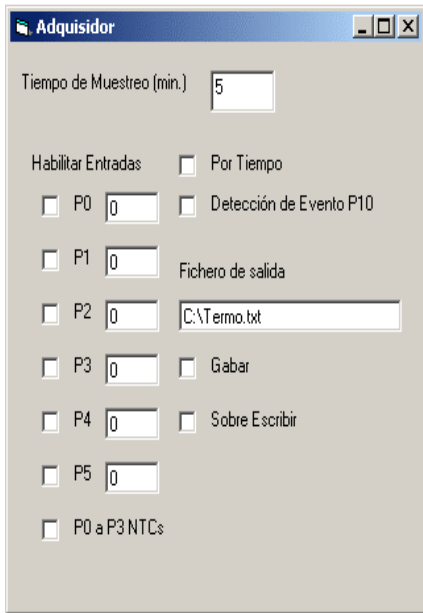 Adquisidor
Tiempo de Muestreo (min.) 5
Habilitar Entradas
Por Tiempo
P0 0
Detección de Evento P10
P1 0
Fichero de salida
P2 0
C:\Termo.txt
P3 0
Gabar
P4 0
Sobre Escribir
P5 0
P0 a P3 NTCs